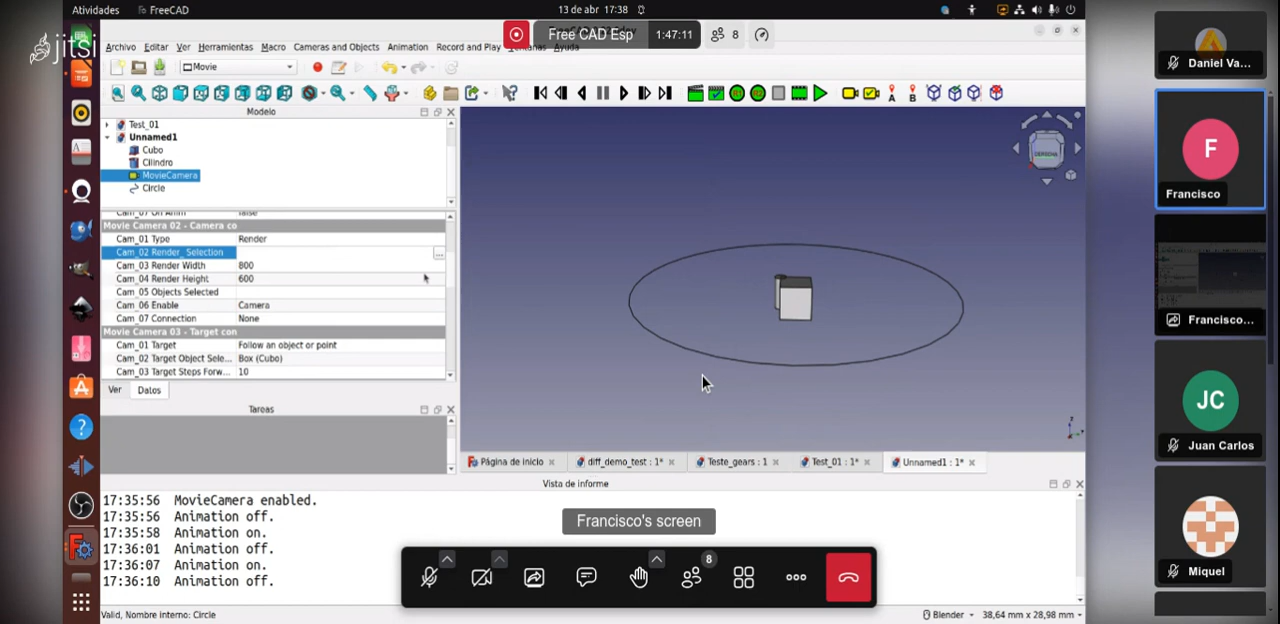 Atividades
FreeCAD
13 de abr 17:38
jitsi
Free CAD Esp
1:47:11
8
Archivo Editar Ver Herramientas Macro Cameras and Objects Animation Record and Play Ayuda
Movie
Modelo
Test_01
Unnamed1
Cubo
Cilindro
MovieCamera
Circle
Cam_07 On Anim false
Movie Camera 02 - Camera co
Cam_01 Type Render
Cam_02 Render_ Selection
...
Cam_03 Render Width 800
Cam_04 Render Height 600
Cam_05 Objects Selected
Cam_06 Enable Camera
Cam_07 Connection None
Movie Camera 03 - Target con
Cam_01 Target Follow an object or point
Cam_02 Target Object Sele... Box (Cubo)
Cam_03 Target Steps Forw... 10
Ver Datos
Tareas
A
B
Z
Página de inicio
diff_demo_test : 1*
Teste_gears : 1
Test_01 : 1*
Unnamed1 : 1*
Vista de informe
17:35:56 MovieCamera enabled.
17:35:56 Animation off.
17:35:58 Animation on.
17:36:01 Animation off.
17:36:07 Animation on.
17:36:10 Animation off.
Francisco's screen
8
Valid, Nombre interno: Circle
Blender
38,64 mm x 28,98 mm
Daniel Va...
F
Francisco
Francisco...
JC
Juan Carlos
Miquel